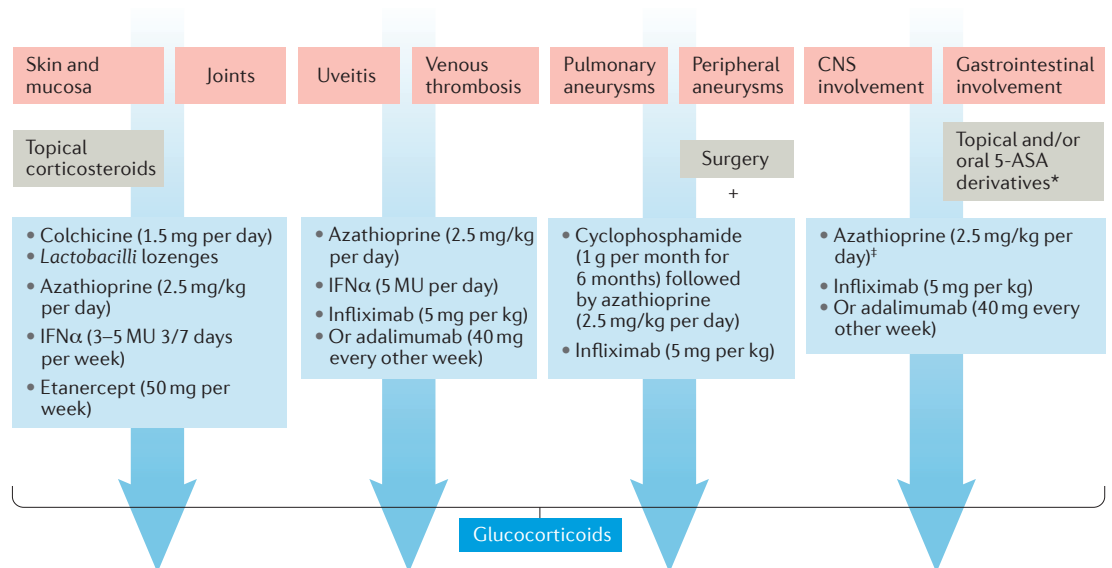 Skin and
mucosa
Joints
Uveitis
Venous
thrombosis
Pulmonary
aneurysms
Peripheral
aneurysms
CNS
involvement
Gastrointestinal
involvement
Topical
corticosteroids
Surgery
+
Topical and/or
oral 5-ASA
derivatives*
• Colchicine (1.5 mg per day)
• Lactobacilli lozenges
• Azathioprine (2.5 mg/kg
per day)
• IFNα (3–5 MU 3/7 days
per week)
• Etanercept (50 mg per
week)
• Azathioprine (2.5 mg/kg
per day)
• IFNα (5 MU per day)
• Infliximab (5 mg per kg)
• Or adalimumab (40 mg
every other week)
• Cyclophosphamide
(1 g per month for
6 months) followed
by azathioprine
(2.5 mg/kg per day)
• Infliximab (5 mg per kg)
• Azathioprine (2.5 mg/kg per
day)‡
• Infliximab (5 mg per kg)
• Or adalimumab (40 mg every
other week)
Glucocorticoids